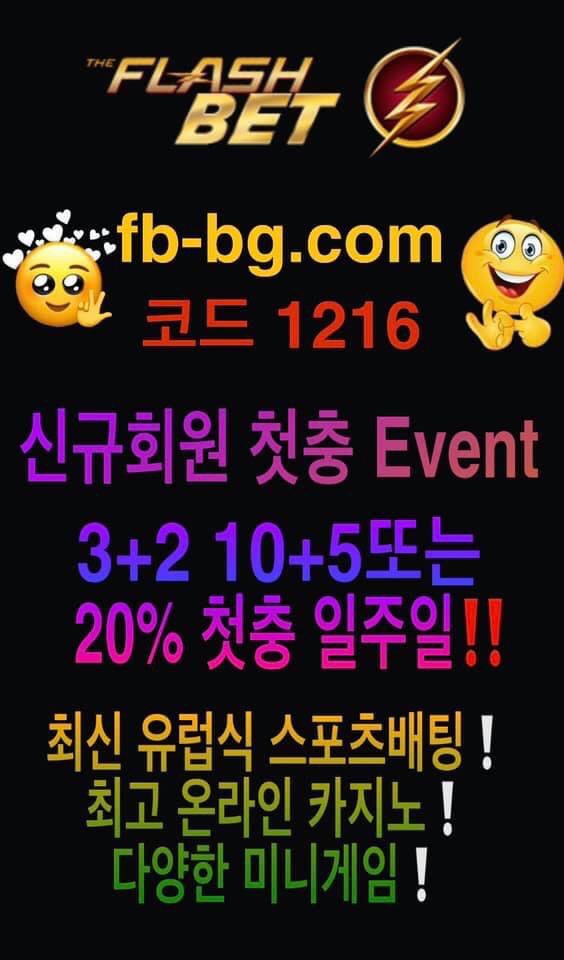 THE FLASH
BET
fb-bg.com
코드 1216
신규회원 첫충 Event
3+2 10+5또는
20% 첫충 일주일‼
최신 유럽식 스포츠배팅❕
최고 온라인 카지노❕
다양한 미니게임❕